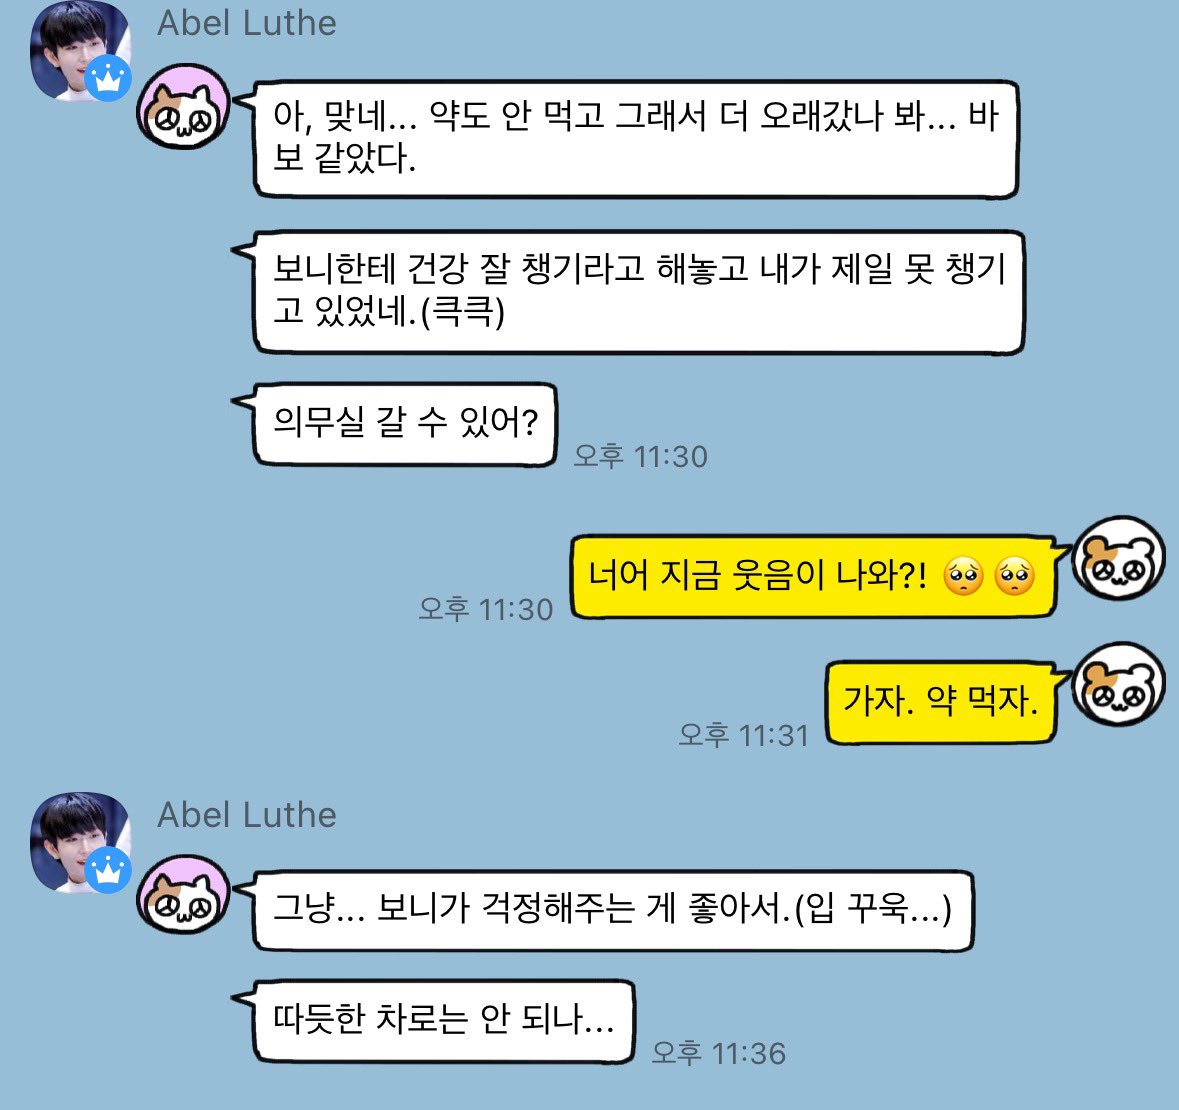 Abel Luthe
아, 맞네... 약도 안 먹고 그래서 더 오래갔나 봐... 바
보 같았다.
보니한테 건강 잘 챙기라고 해놓고 내가 제일 못 챙기
고 있었네.(큭큭)
의무실 갈 수 있어?
오후 11:30
너어 지금 웃음이 나와?! 🥺🥺
오후 11:30
가자. 약 먹자.
오후 11:31
Abel Luthe
그냥... 보니가 걱정해주는 게 좋아서.(입 꾸욱...)
따듯한 차로는 안 되나...
오후 11:36